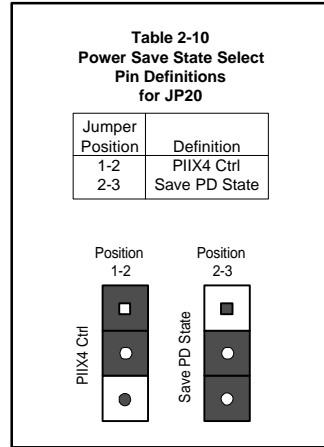 Table 2-10
Power Save State Select
Pin Definitions
for JP20
Jumper
Position Definition
1-2 PIIX4 Ctrl
2-3 Save PD State
Position
1-2
Position
2-3
PIIX4 Ctrl
Save PD State